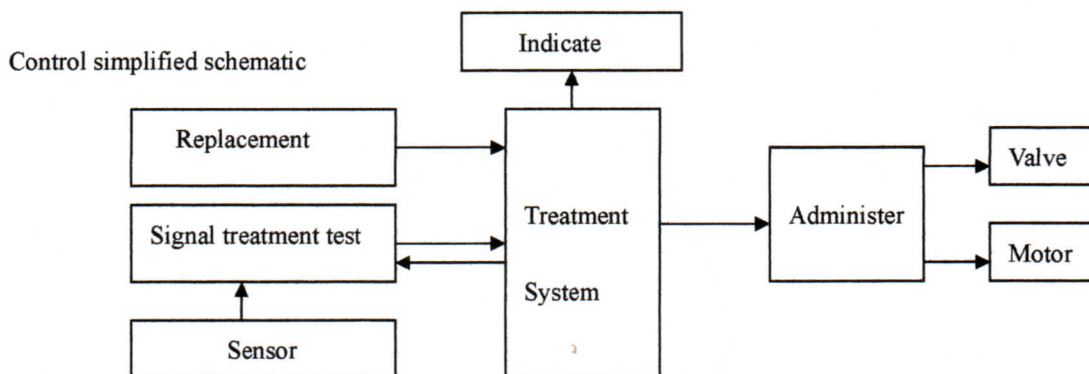 Control simplified schematic
Indicate
Replacement
Signal treatment test
Sensor
Treatment
System
Administer
Valve
Motor